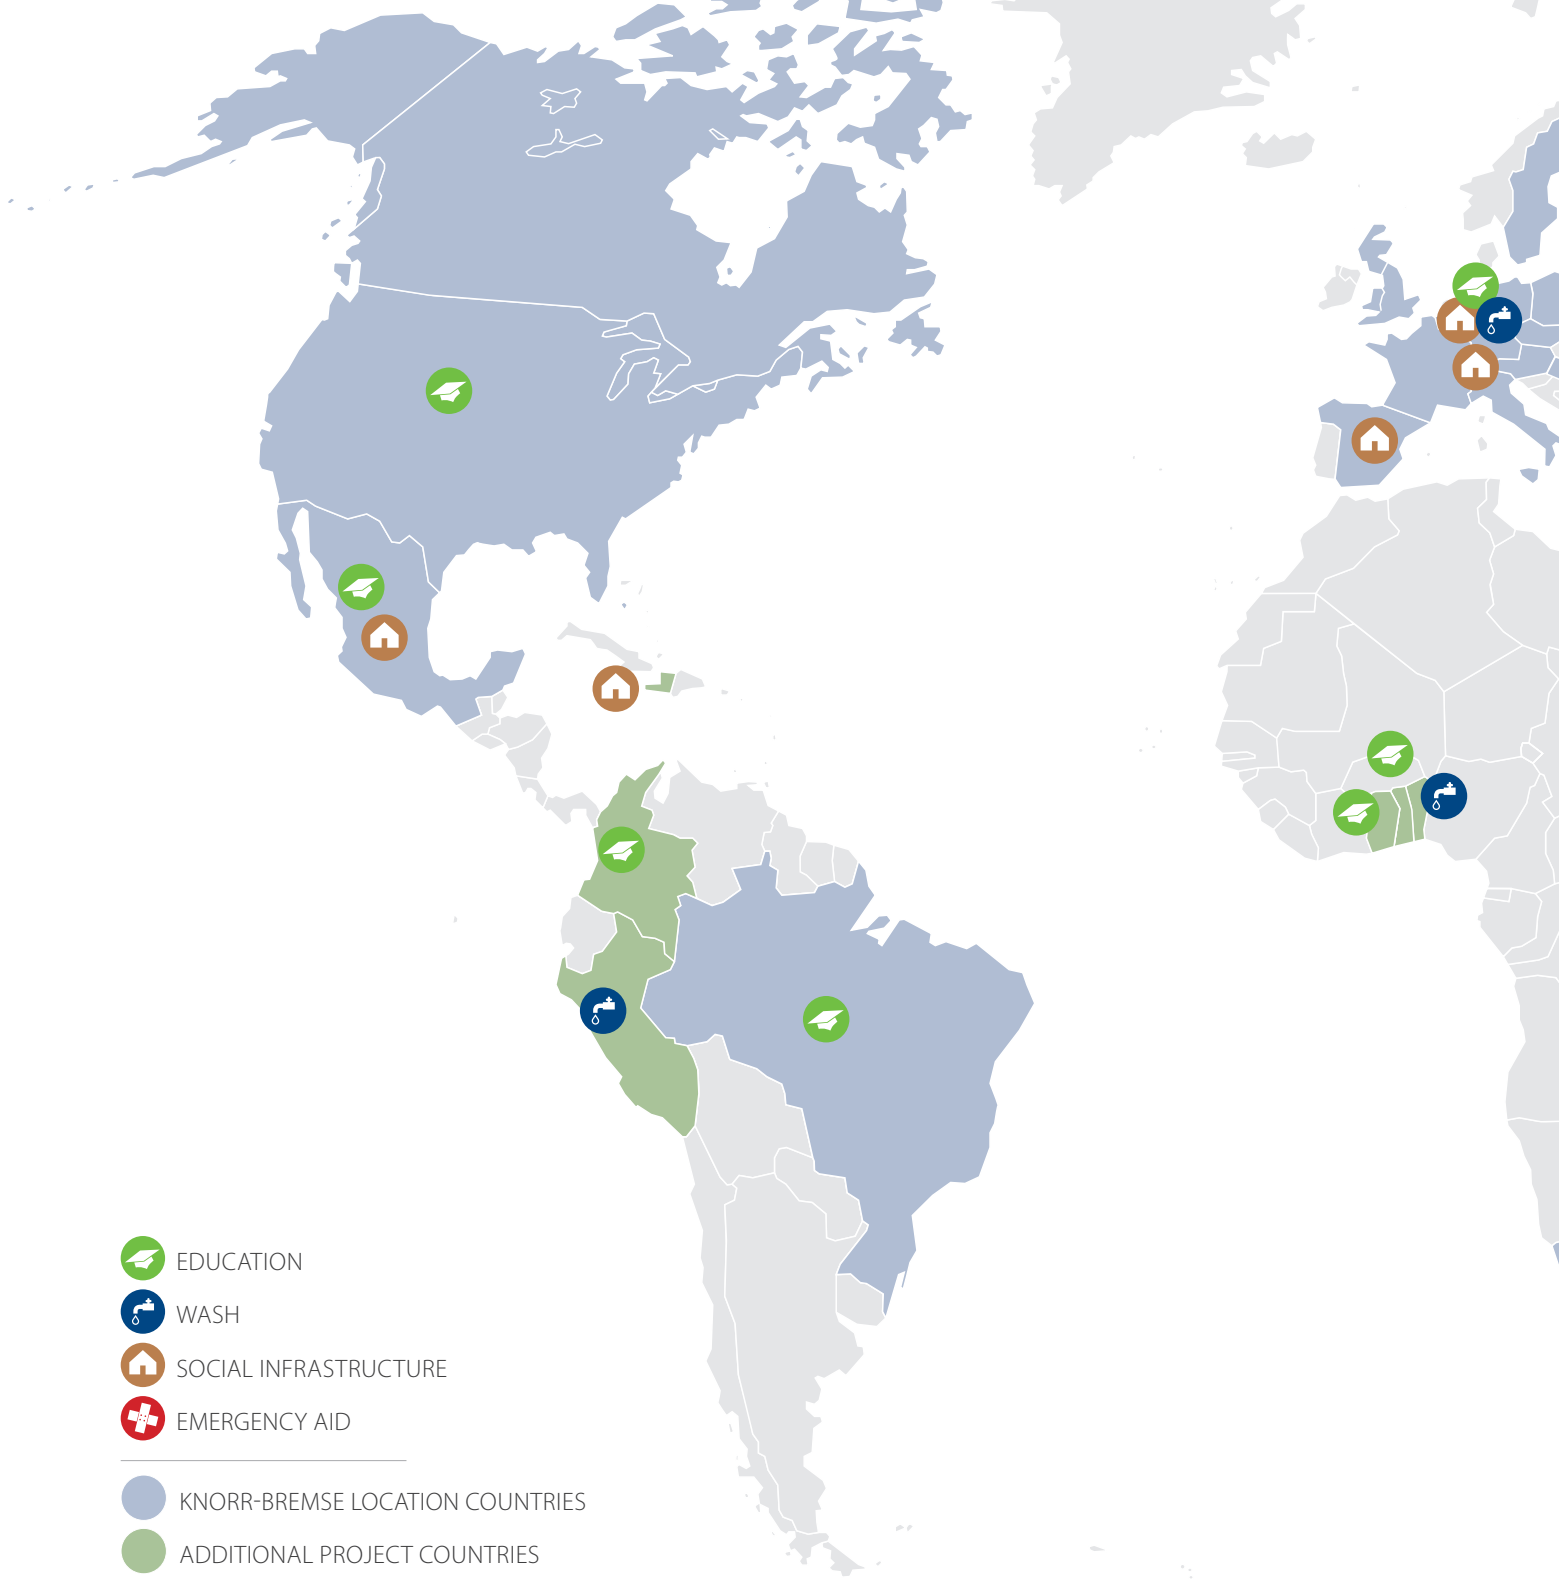 EDUCATION
WASH
SOCIAL INFRASTRUCTURE
EMERGENCY AID
KNORR-BREMSE LOCATION COUNTRIES
ADDITIONAL PROJECT COUNTRIES